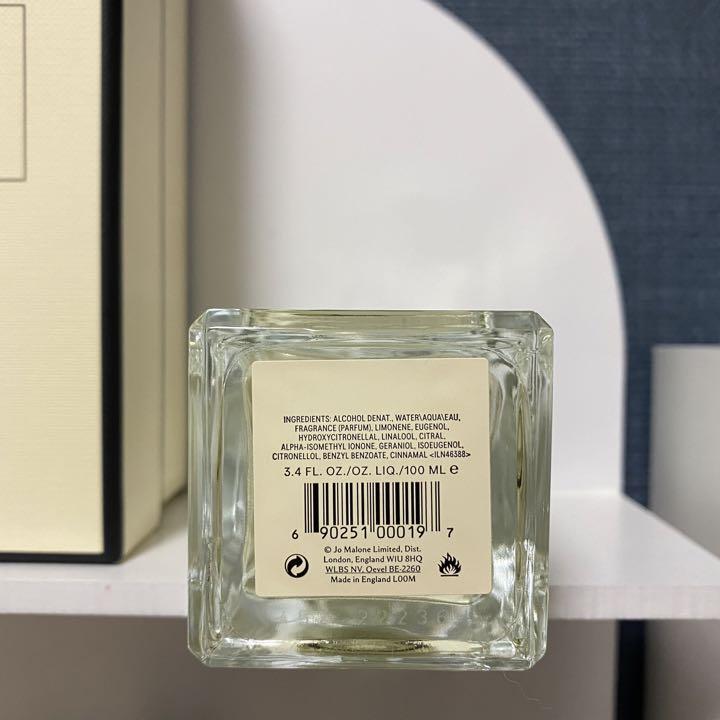 INGREDIENTS: ALCOHOL DENAT., WATER\AQUA\EAU,
FRAGRANCE (PARFUM), LIMONENE, EUGENOL,
HYDROXYCITRONELLAL, LINALOOL, CITRAL,
ALPHA-ISOMETHYL IONONE, GERANIOL, ISOEUGENOL,
CITRONELLOL, BENZYL BENZOATE, CINNAMAL <ILN46388>
3.4 FL. OZ./OZ. LIQ./100 ML ℮
6 90251 00019 7
© Jo Malone Limited, Dist.
London, England W1U 8HQ
WLBS NV. Oevel BE-2260
Made in England L00M